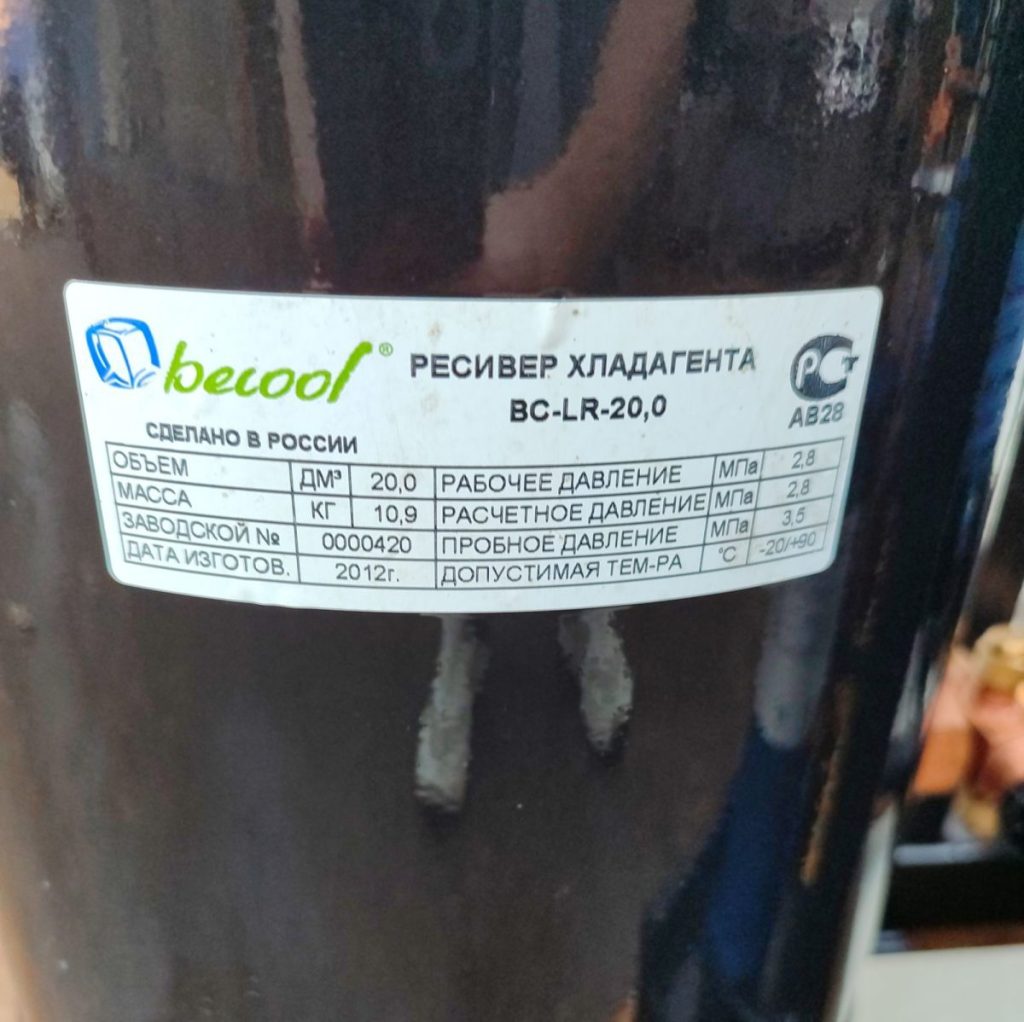 becool®
РЕСИВЕР ХЛАДАГЕНТА
BC-LR-20,0
РСТ
АВ28
СДЕЛАНО В РОССИИ
ОБЪЕМ ДМ³ 20,0 РАБОЧЕЕ ДАВЛЕНИЕ МПа 2,8
МАССА КГ 10,9 РАСЧЕТНОЕ ДАВЛЕНИЕ МПа 2,8
ЗАВОДСКОЙ № 0000420 ПРОБНОЕ ДАВЛЕНИЕ МПа 3,5
ДАТА ИЗГОТОВ. 2012г. ДОПУСТИМАЯ ТЕМ-РА °С -20/+90